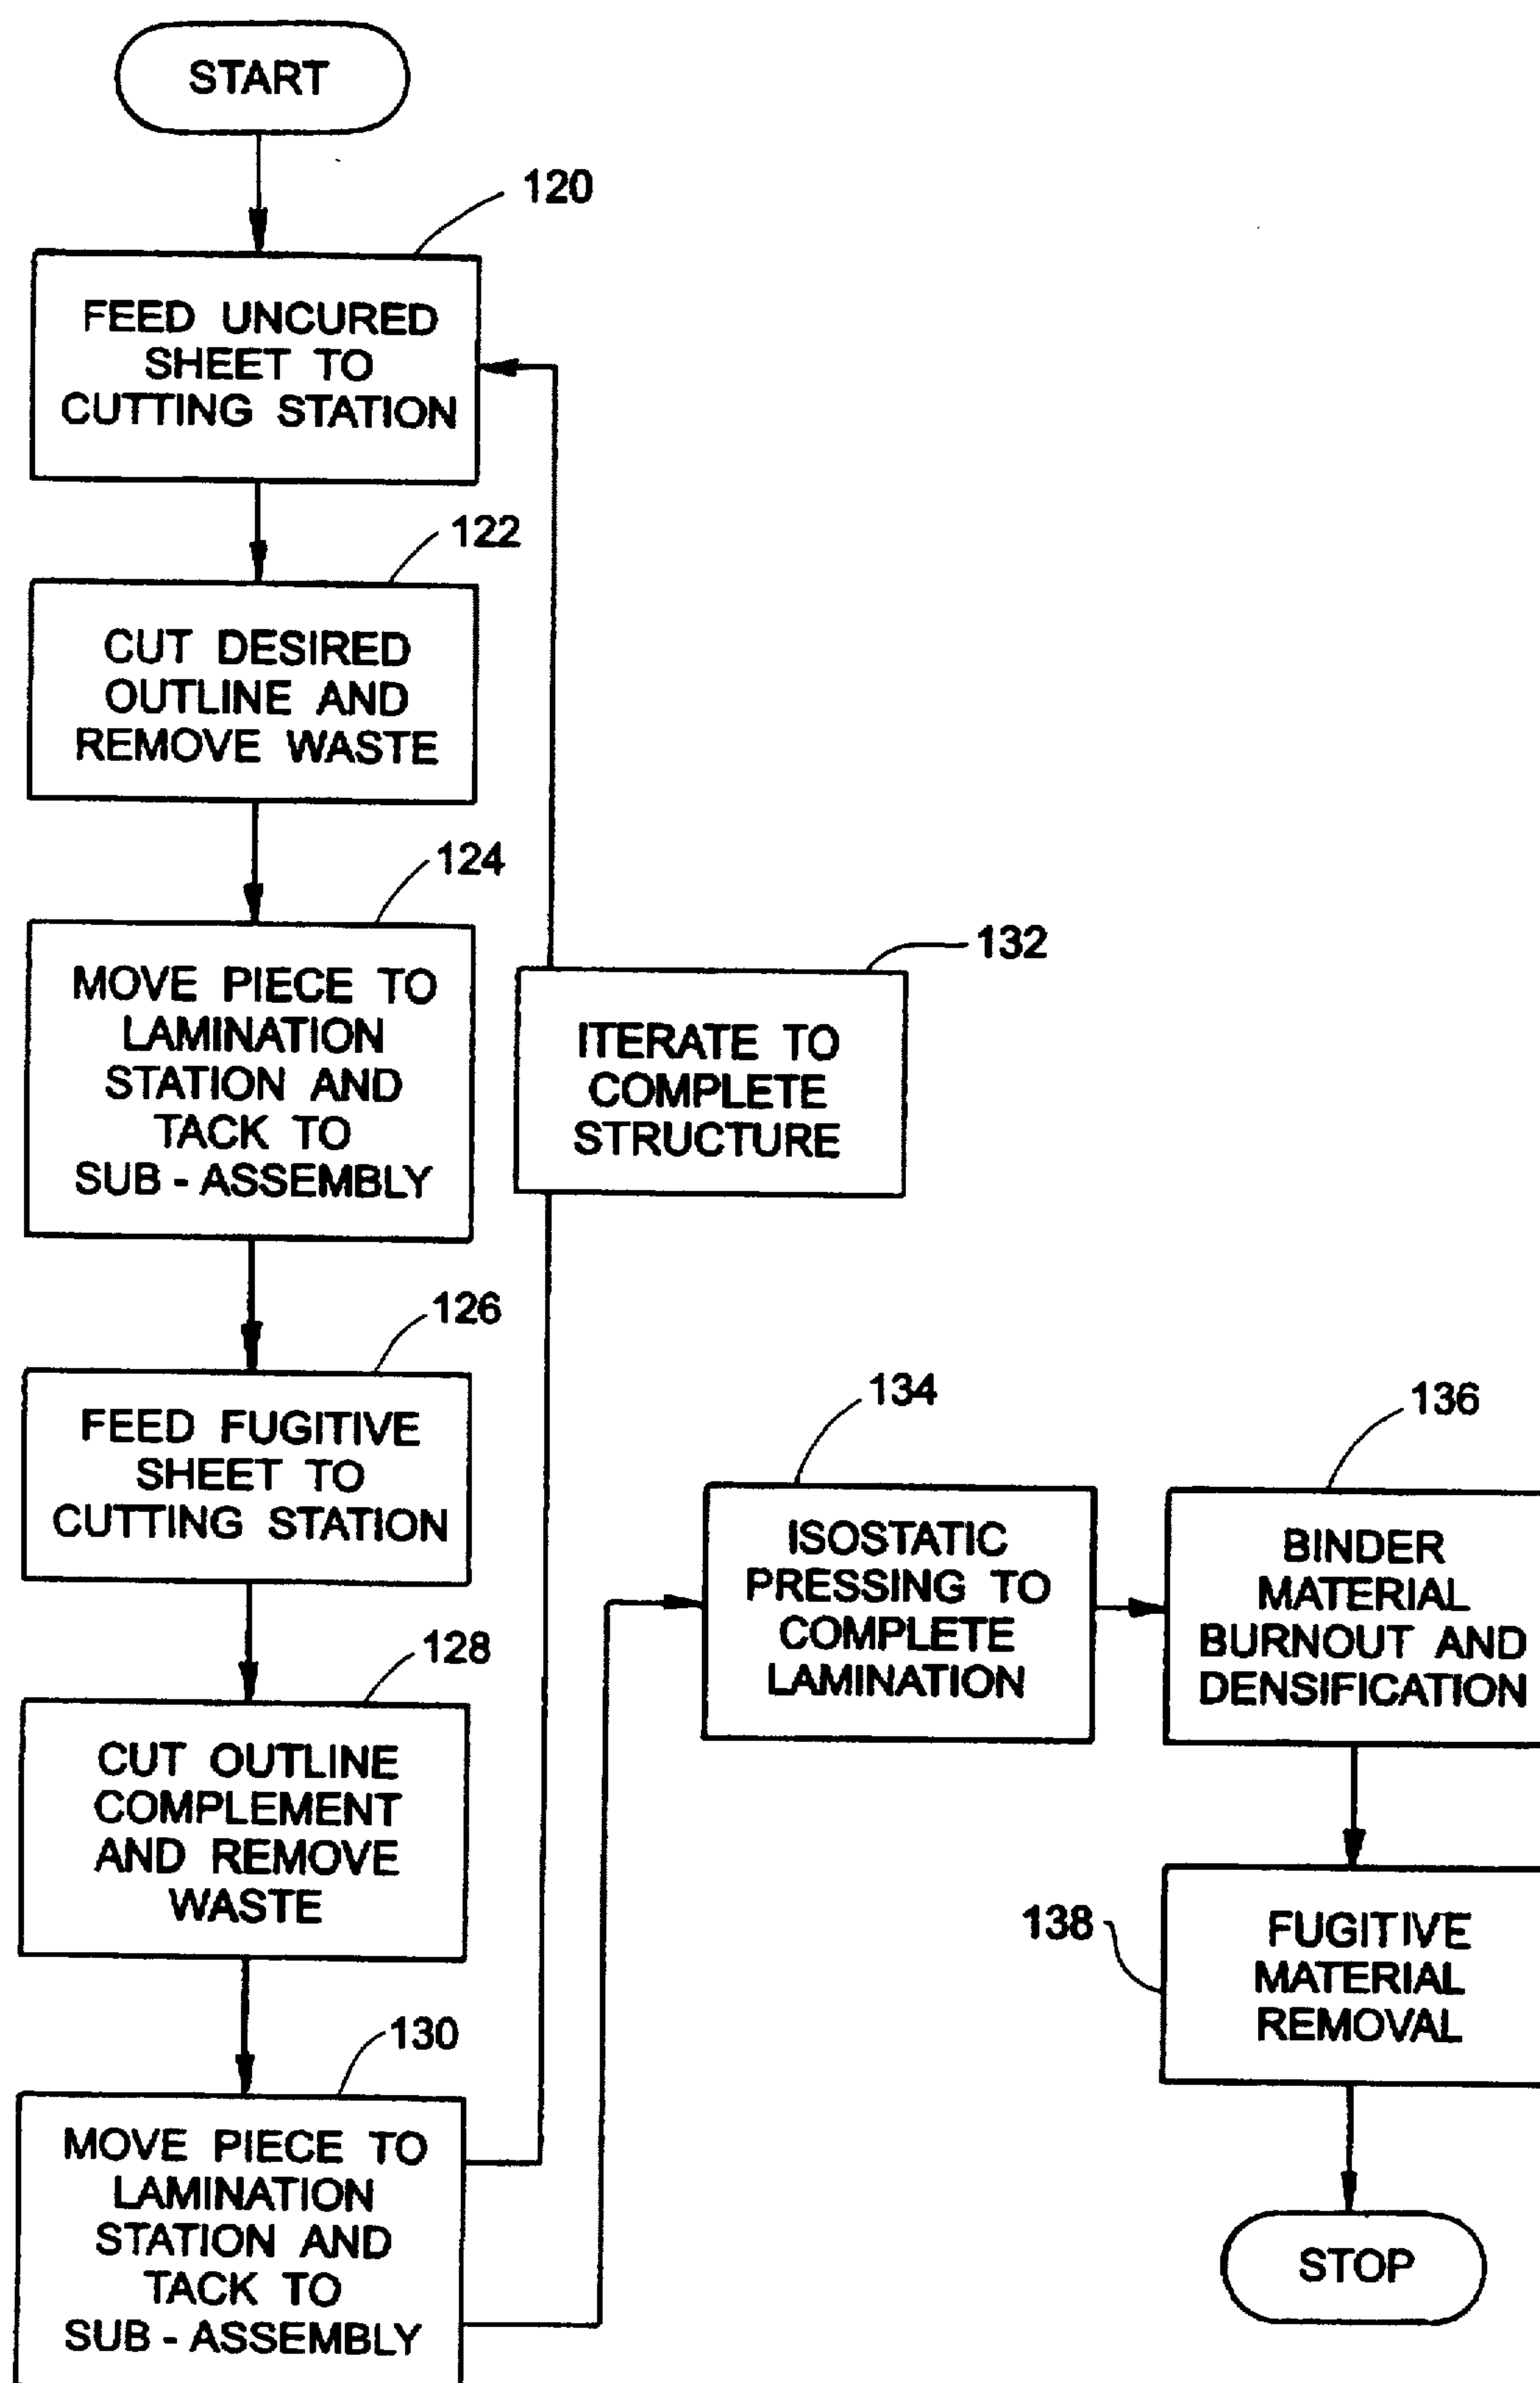 START
120
FEED UNCURED
SHEET TO
CUTTING STATION
122
CUT DESIRED
OUTLINE AND
REMOVE WASTE
124
MOVE PIECE TO
LAMINATION
STATION AND
TACK TO
SUB - ASSEMBLY
132
ITERATE TO
COMPLETE
STRUCTURE
126
FEED FUGITIVE
SHEET TO
CUTTING STATION
128
CUT OUTLINE
COMPLEMENT
AND REMOVE
WASTE
130
MOVE PIECE TO
LAMINATION
STATION AND
TACK TO
SUB - ASSEMBLY
134
ISOSTATIC
PRESSING TO
COMPLETE
LAMINATION
136
BINDER
MATERIAL
BURNOUT AND
DENSIFICATION
138
FUGITIVE
MATERIAL
REMOVAL
STOP